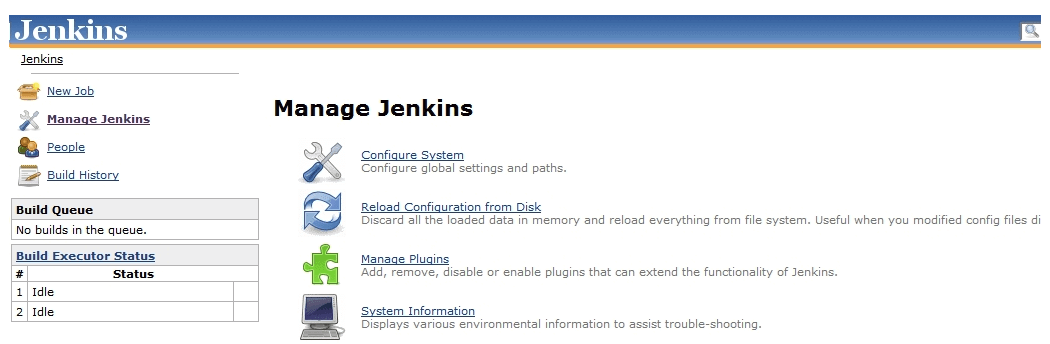 Jenkins
Jenkins
New Job
Manage Jenkins
People
Build History
Build Queue
No builds in the queue.
Build Executor Status
# Status
1 Idle
2 Idle
Manage Jenkins
Configure System
Configure global settings and paths.
Reload Configuration from Disk
Discard all the loaded data in memory and reload everything from file system. Useful when you modified config files di
Manage Plugins
Add, remove, disable or enable plugins that can extend the functionality of Jenkins.
System Information
Displays various environmental information to assist trouble-shooting.